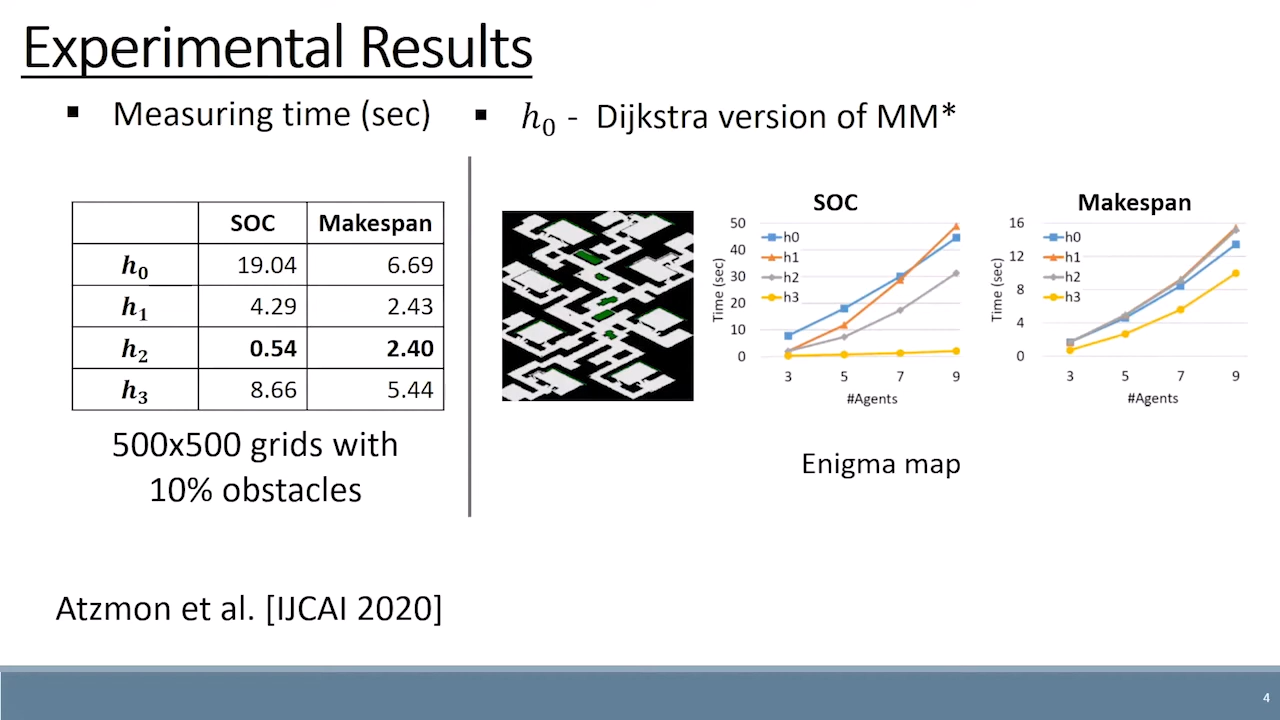 Experimental Results
▪ Measuring time (sec)
▪ h₀ - Dijkstra version of MM*
SOC Makespan
h₀ 19.04 6.69
h₁ 4.29 2.43
h₂ 0.54 2.40
h₃ 8.66 5.44
500x500 grids with
10% obstacles
SOC
50
40
30
20
10
0
Time (sec)
h0
h1
h2
h3
3 5 7 9
#Agents
Makespan
16
12
8
4
0
Time (sec)
h0
h1
h2
h3
3 5 7 9
#Agents
Enigma map
Atzmon et al. [IJCAI 2020]
4